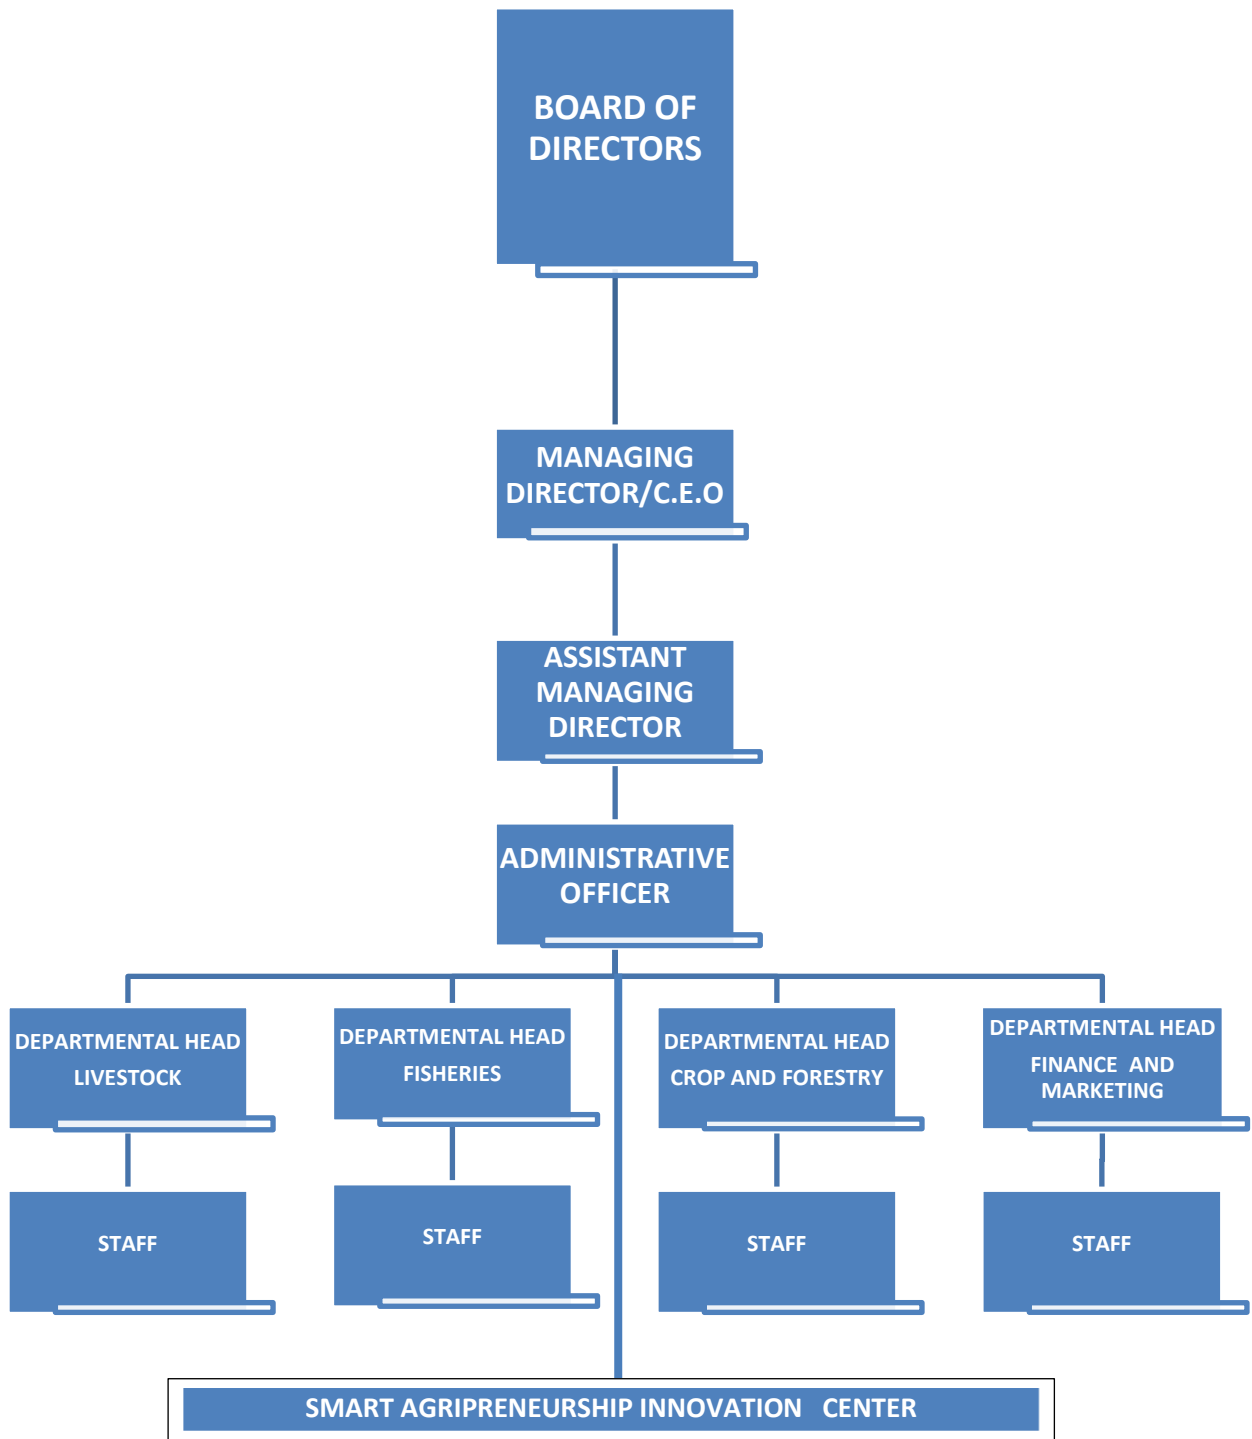 BOARD OF
DIRECTORS
MANAGING
DIRECTOR/C.E.O
ASSISTANT
MANAGING
DIRECTOR
ADMINISTRATIVE
OFFICER
DEPARTMENTAL HEAD
LIVESTOCK
DEPARTMENTAL HEAD
FISHERIES
DEPARTMENTAL HEAD
CROP AND FORESTRY
DEPARTMENTAL HEAD
FINANCE AND
MARKETING
STAFF
STAFF
STAFF
STAFF
SMART AGRIPRENEURSHIP INNOVATION CENTER